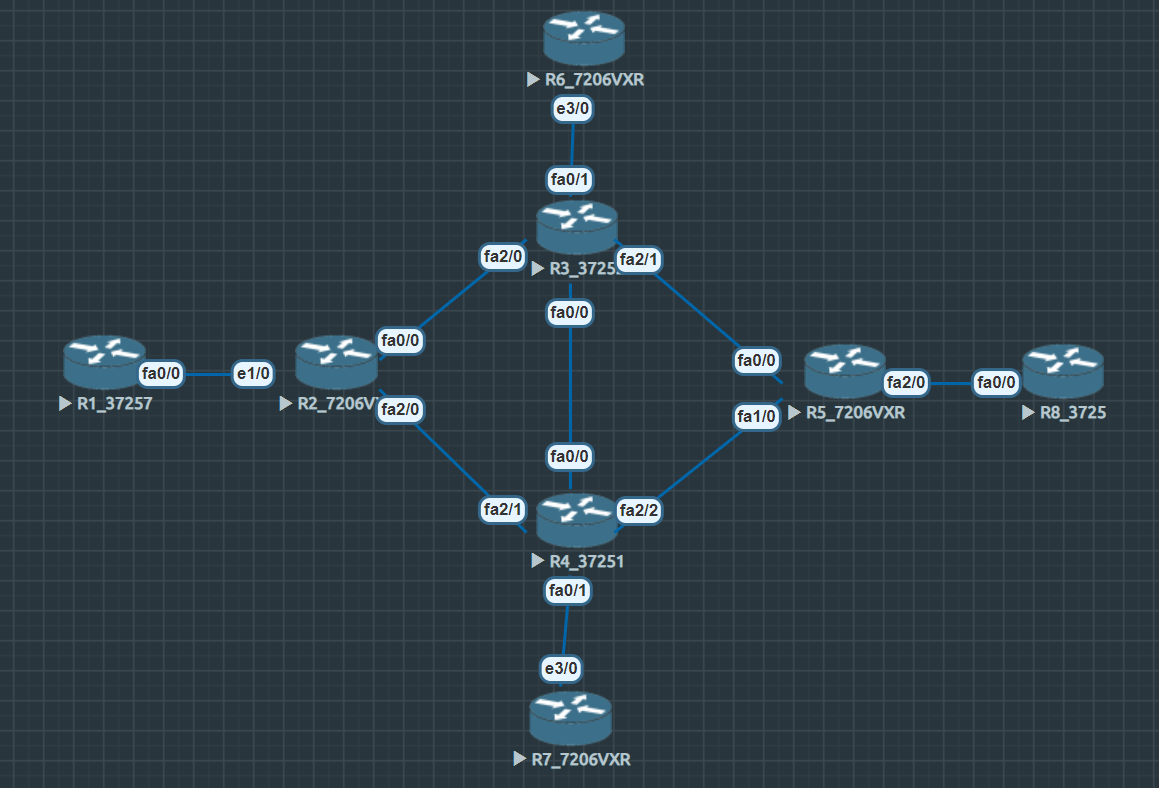 R6_7206VXR
e3/0
fa0/1
fa2/0
R3_3725
fa2/1
fa0/0
fa0/0
fa0/0
fa0/0
e1/0
R1_37257
R2_7206V
fa2/0
fa1/0
R5_7206VXR
fa2/0
fa0/0
R8_3725
fa0/0
fa2/1
fa2/2
R4_37251
fa0/1
e3/0
R7_7206VXR